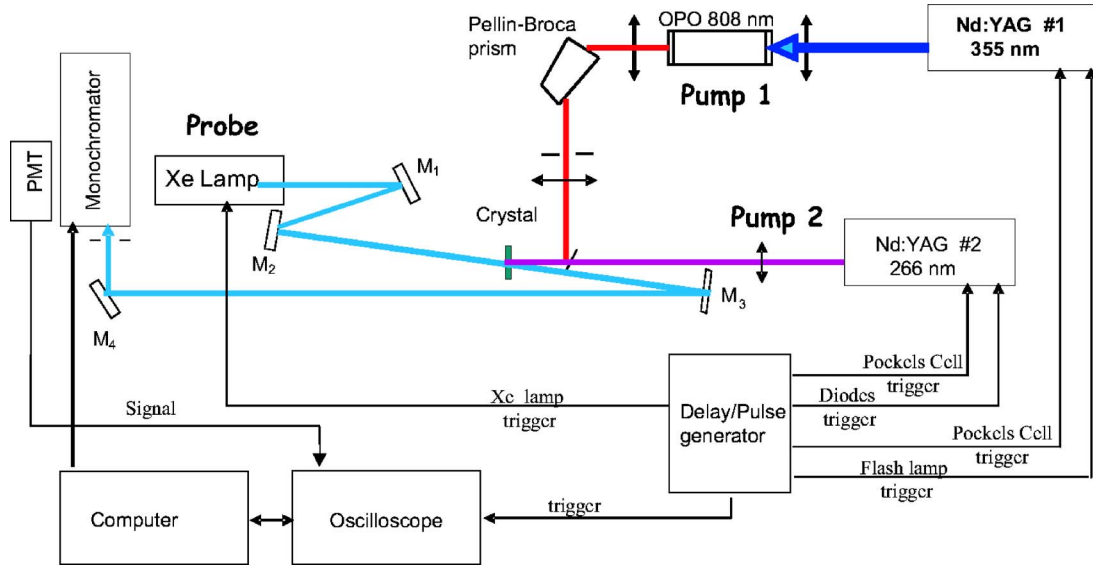 Pellin-Broca
prism
OPO 808 nm
Nd:YAG #1
355 nm
Pump 1
Probe
PMT
Monochromator
Xe Lamp
M1
M2
Crystal
Pump 2
Nd:YAG #2
266 nm
M3
M4
Signal
Xe lamp
trigger
Delay/Pulse
generator
Pockels Cell
trigger
Diodes
trigger
Pockels Cell
trigger
Flash lamp
trigger
trigger
Computer
Oscilloscope